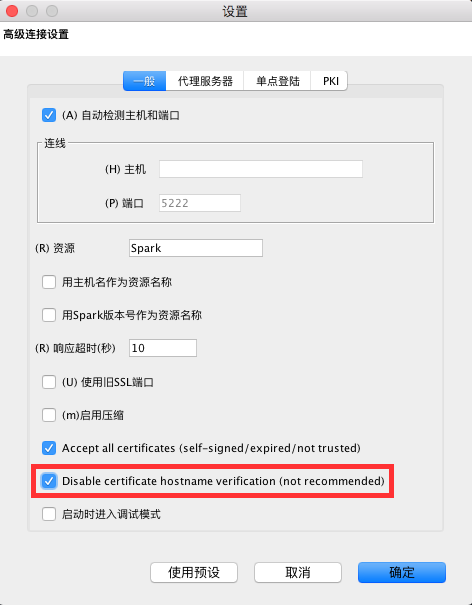 设置
高级连接设置
一般 代理服务器 单点登陆 PKI
(A) 自动检测主机和端口
连线
(H) 主机
(P) 端口 5222
(R) 资源 Spark
用主机名作为资源名称
用Spark版本号作为资源名称
(R) 响应超时(秒) 10
(U) 使用旧SSL端口
(m)启用压缩
Accept all certificates (self-signed/expired/not trusted)
Disable certificate hostname verification (not recommended)
启动时进入调试模式
使用预设 取消 确定